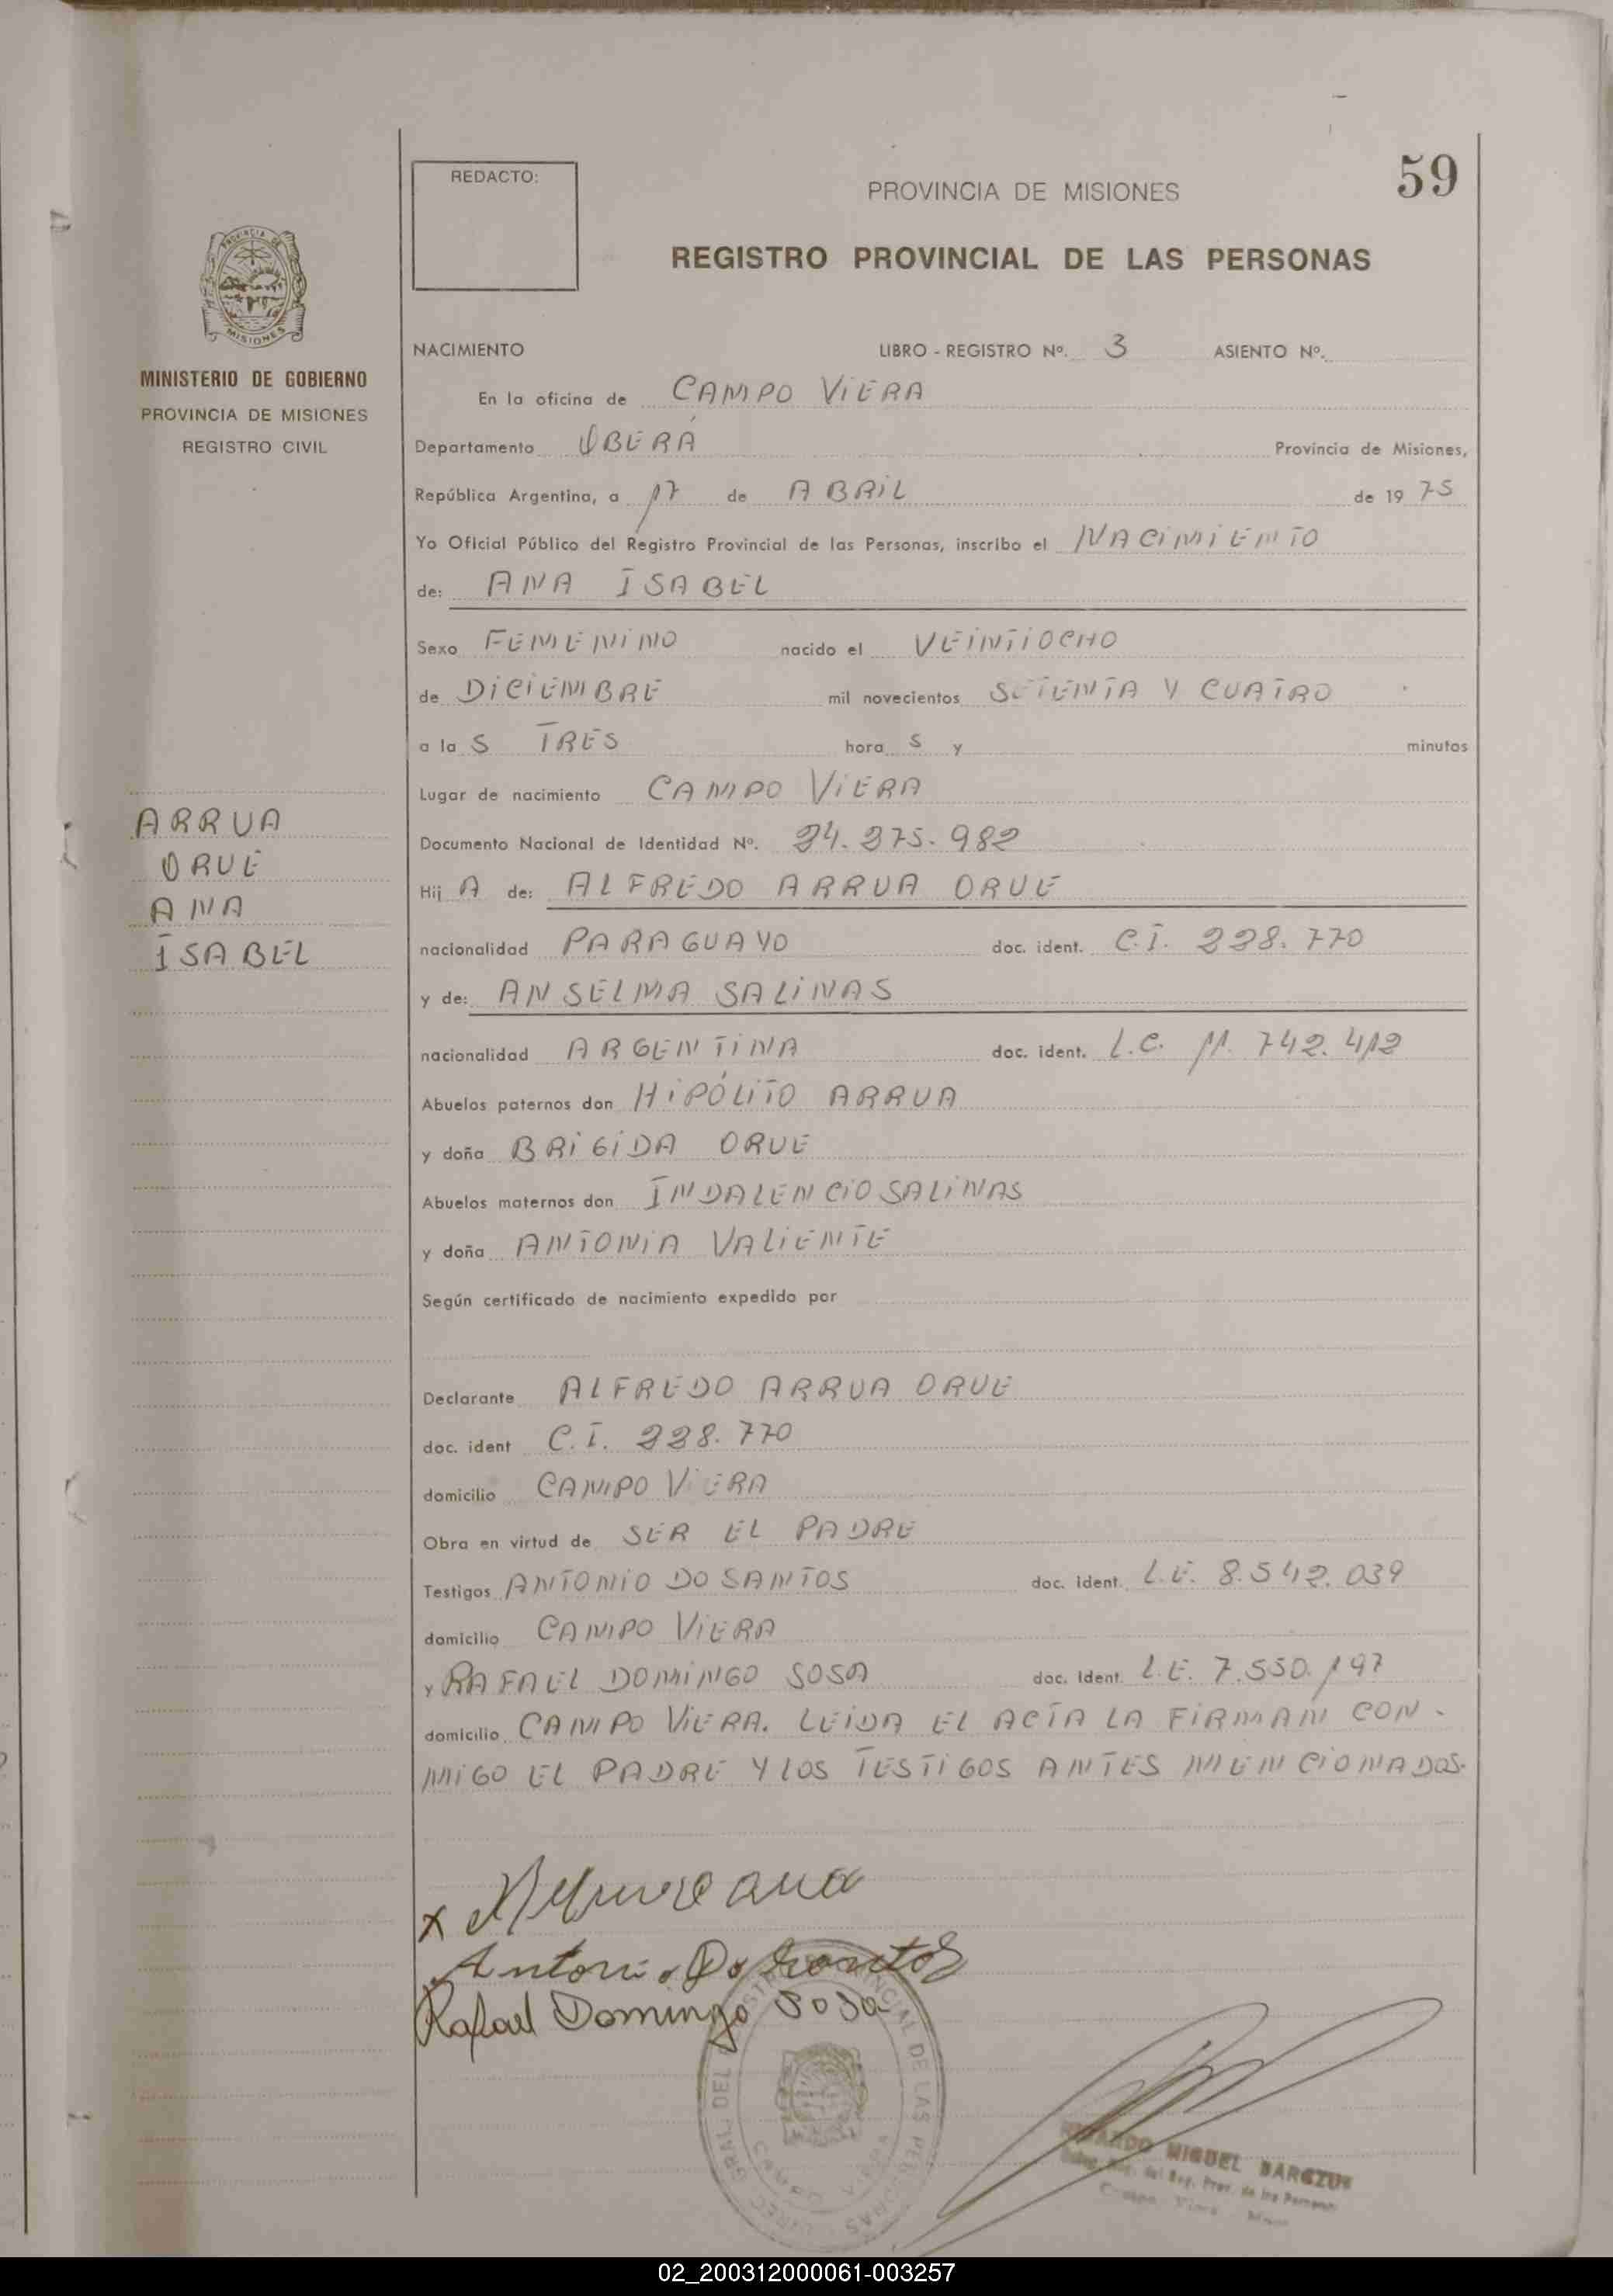 59
REDACTO:
PROVINCIA DE MISIONES
REGISTRO PROVINCIAL DE LAS PERSONAS
PROVINCIA DE
MISIONES
MINISTERIO DE GOBIERNO
PROVINCIA DE MISIONES
REGISTRO CIVIL
NACIMIENTO LIBRO - REGISTRO Nº. 3 ASIENTO Nº.
En la oficina de CAMPO VIERA
Departamento OBERÁ Provincia de Misiones,
República Argentina, a 17 de ABRIL de 19 75
Yo Oficial Público del Registro Provincial de las Personas, inscribo el NACIMIENTO
de: ANA ISABEL
Sexo FEMENINO nacido el VEINTIOCHO
de DICIEMBRE mil novecientos SETENTA Y CUATRO
a la S TRES hora S y minutos
Lugar de nacimiento CAMPO VIERA
Documento Nacional de Identidad Nº. 24.275.982
Hij A de: ALFREDO ARRUA ORUE
nacionalidad PARAGUAYO doc. ident. C.I. 228.770
y de: ANSELMA SALINAS
nacionalidad ARGENTINA doc. ident. L.C. 11.742.412
Abuelos paternos don HIPÓLITO ARRUA
y doña BRIGIDA ORUE
Abuelos maternos don INDALENCIO SALINAS
y doña ANTONIA VALIENTE
Según certificado de nacimiento expedido por
Declarante ALFREDO ARRUA ORUE
doc. ident C.I. 228.770
domicilio CAMPO VIERA
Obra en virtud de SER EL PADRE
Testigos ANTONIO DO SANTOS doc. ident. L.E. 8.542.039
domicilio CAMPO VIERA
y RAFAEL DOMINGO SOSA doc. ident. L.E. 7.550.197
domicilio CAMPO VIERA. LEIDA EL ACTA LA FIRMAN CON-
MIGO EL PADRE Y LOS TESTIGOS ANTES MENCIONADOS.
ARRUA
ORUE
ANA
ISABEL
x
Antonio Do Santos
Rafael Domingo Sosa
DE LAS PERSONAS
MIGUEL
02_200312000061-003257